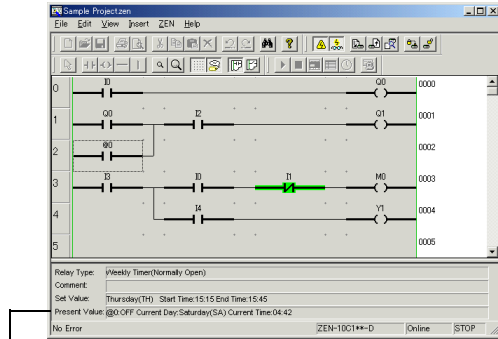 Sample Project.zen
File Edit View Insert ZEN Help
0 I0 Q0 0000
1 Q0 I2 Q1 0001
2 @0 0002
3 I3 I0 I1 M0 0003
4 I4 Y1 0004
5 0005
Relay Type: Weekly Timer(Normally Open)
Comment:
Set Value: Thursday(TH) Start Time:15:15 End Time:15:45
Present Value: @0:OFF Current Day:Saturday(SA) Current Time:04:42
No Error ZEN-10C1**-D Online STOP